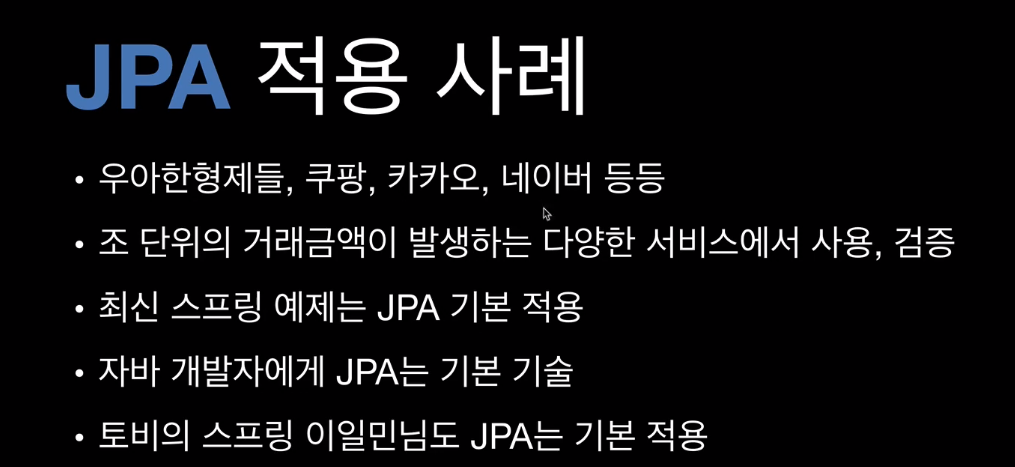 JPA 적용 사례
• 우아한형제들, 쿠팡, 카카오, 네이버 등등
• 조 단위의 거래금액이 발생하는 다양한 서비스에서 사용, 검증
• 최신 스프링 예제는 JPA 기본 적용
• 자바 개발자에게 JPA는 기본 기술
• 토비의 스프링 이일민님도 JPA는 기본 적용